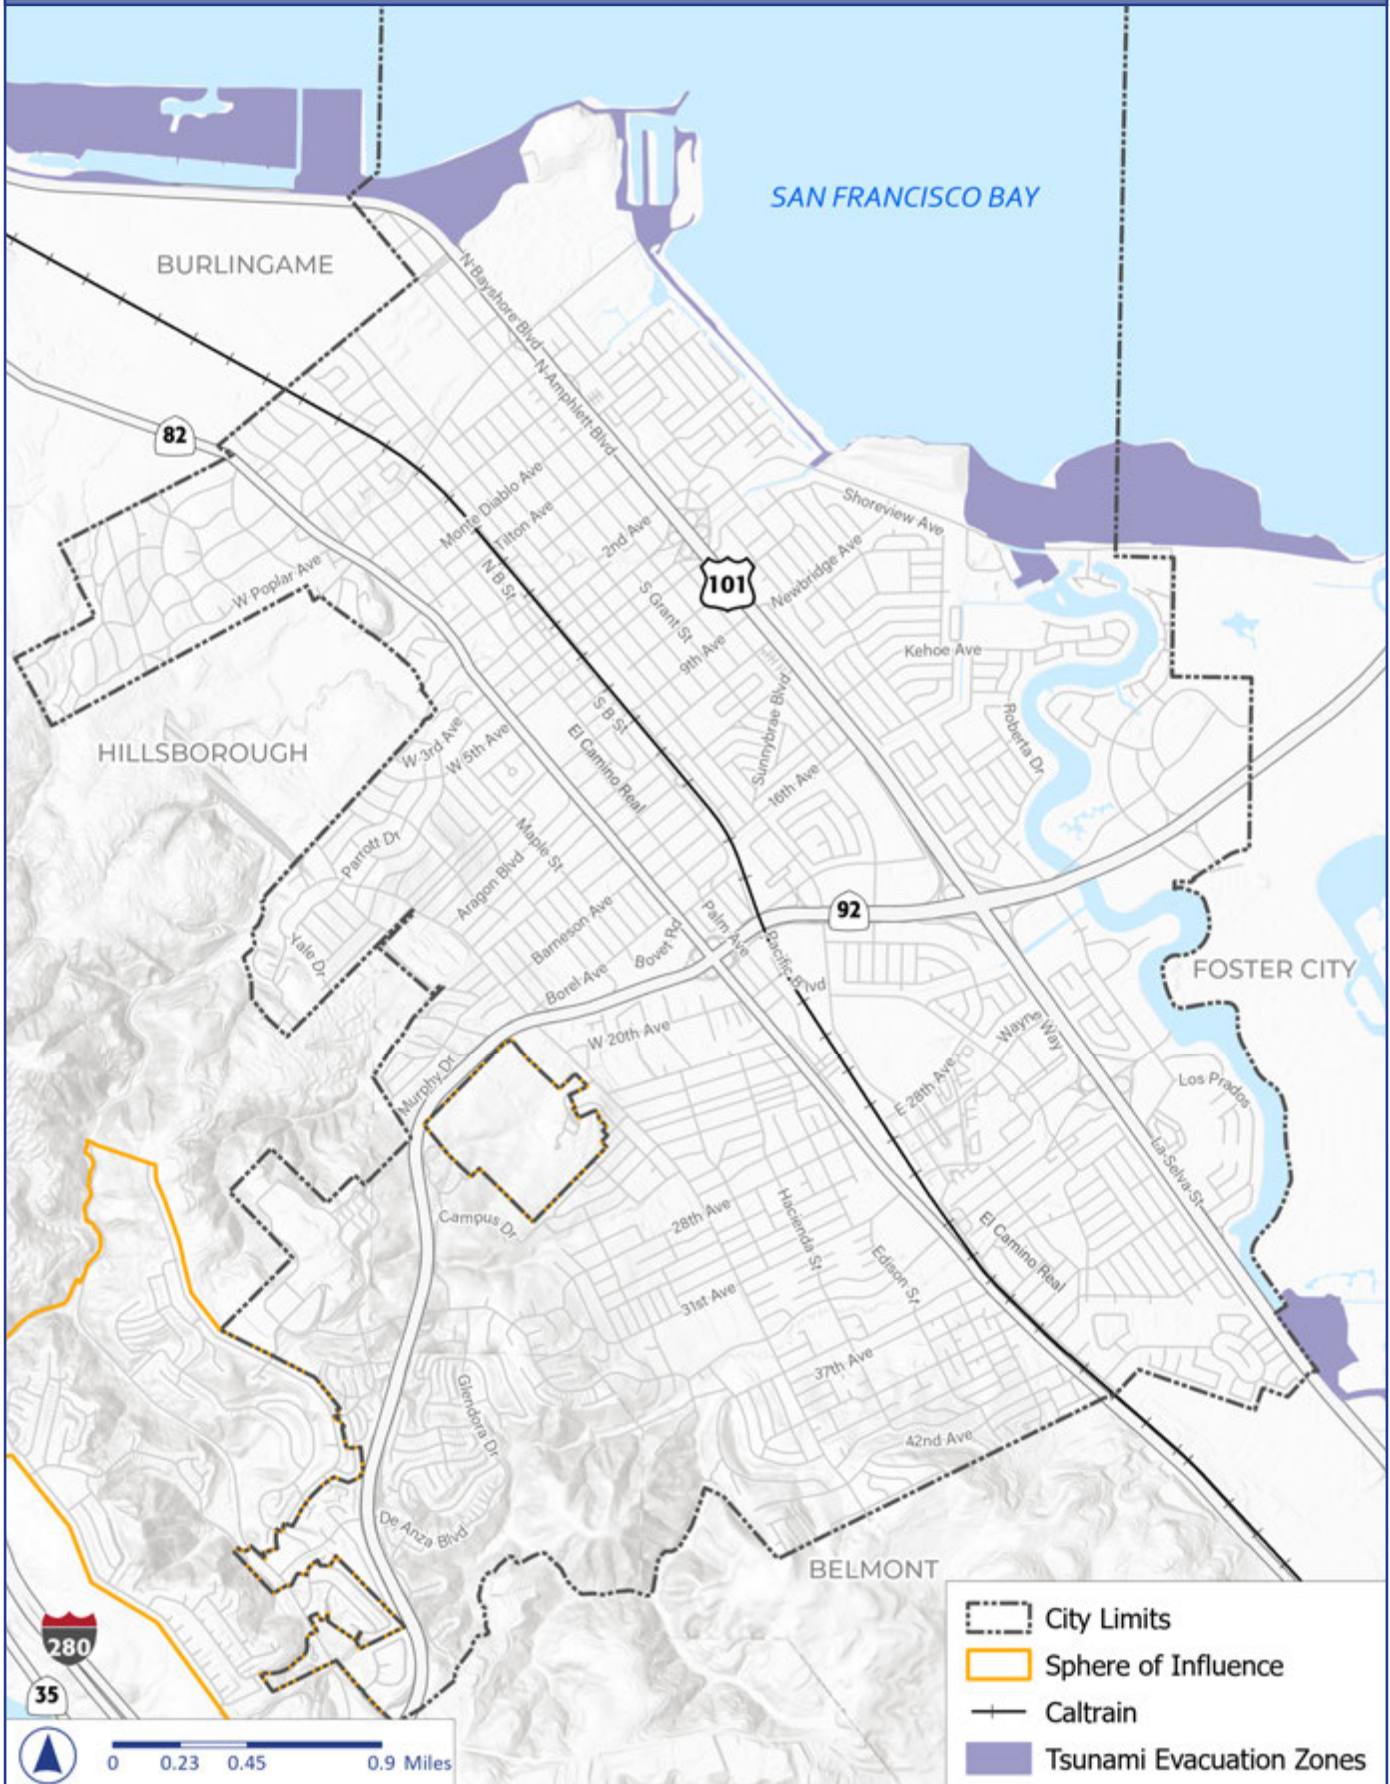 SAN FRANCISCO BAY
BURLINGAME
N Bayshore Blvd
N Amphlett Blvd
82
Monte Diablo Ave
Tilton Ave
2nd Ave
Shoreview Ave
N B St
101
Newbridge Ave
W Poplar Ave
S Grant St
9th Ave
Kehoe Ave
S B St
Sunnybrae Blvd
Roberta Dr
HILLSBOROUGH
W 3rd Ave
W 5th Ave
El Camino Real
16th Ave
Parrott Dr
Maple St
Aragon Blvd
92
Barneson Ave
Palm Ave
Bovet Rd
Yale Dr
Borel Ave
Pacific Blvd
FOSTER CITY
W 20th Ave
Wayne Way
Murphy Dr
E 28th Ave
Los Prados
La Selva St
Campus Dr
28th Ave
Hacienda St
El Camino Real
Edison St
31st Ave
37th Ave
Glendora Dr
42nd Ave
De Anza Blvd
BELMONT
280
35
City Limits
Sphere of Influence
Caltrain
Tsunami Evacuation Zones
0 0.23 0.45 0.9 Miles